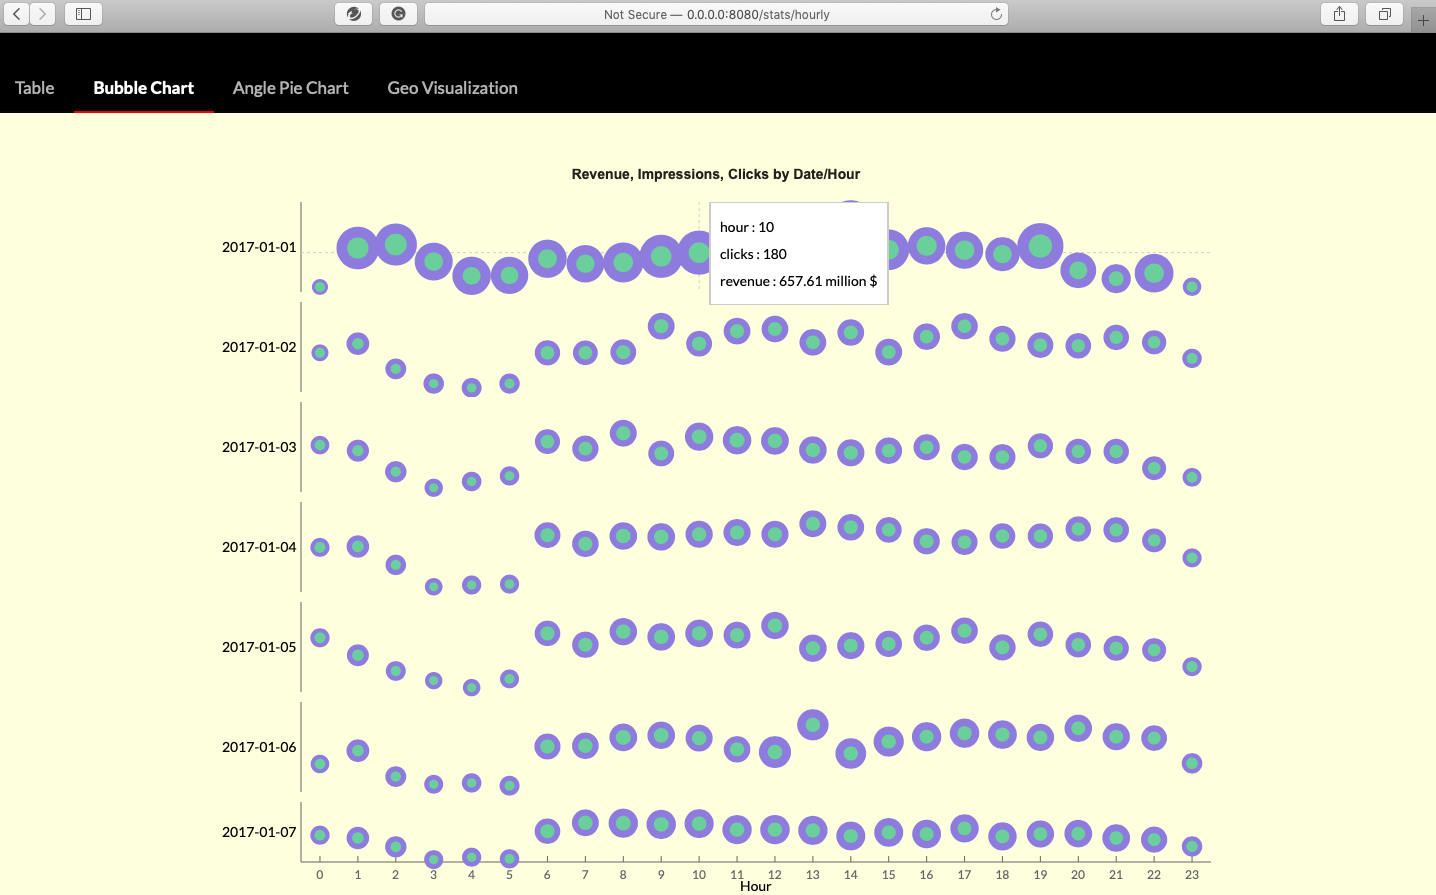 Not Secure — 0.0.0.0:8080/stats/hourly
Table Bubble Chart Angle Pie Chart Geo Visualization
Revenue, Impressions, Clicks by Date/Hour
2017-01-01
hour : 10
clicks : 180
revenue : 657.61 million $
2017-01-02
2017-01-03
2017-01-04
2017-01-05
2017-01-06
2017-01-07
0 1 2 3 4 5 6 7 8 9 10 11 12 13 14 15 16 17 18 19 20 21 22 23
Hour